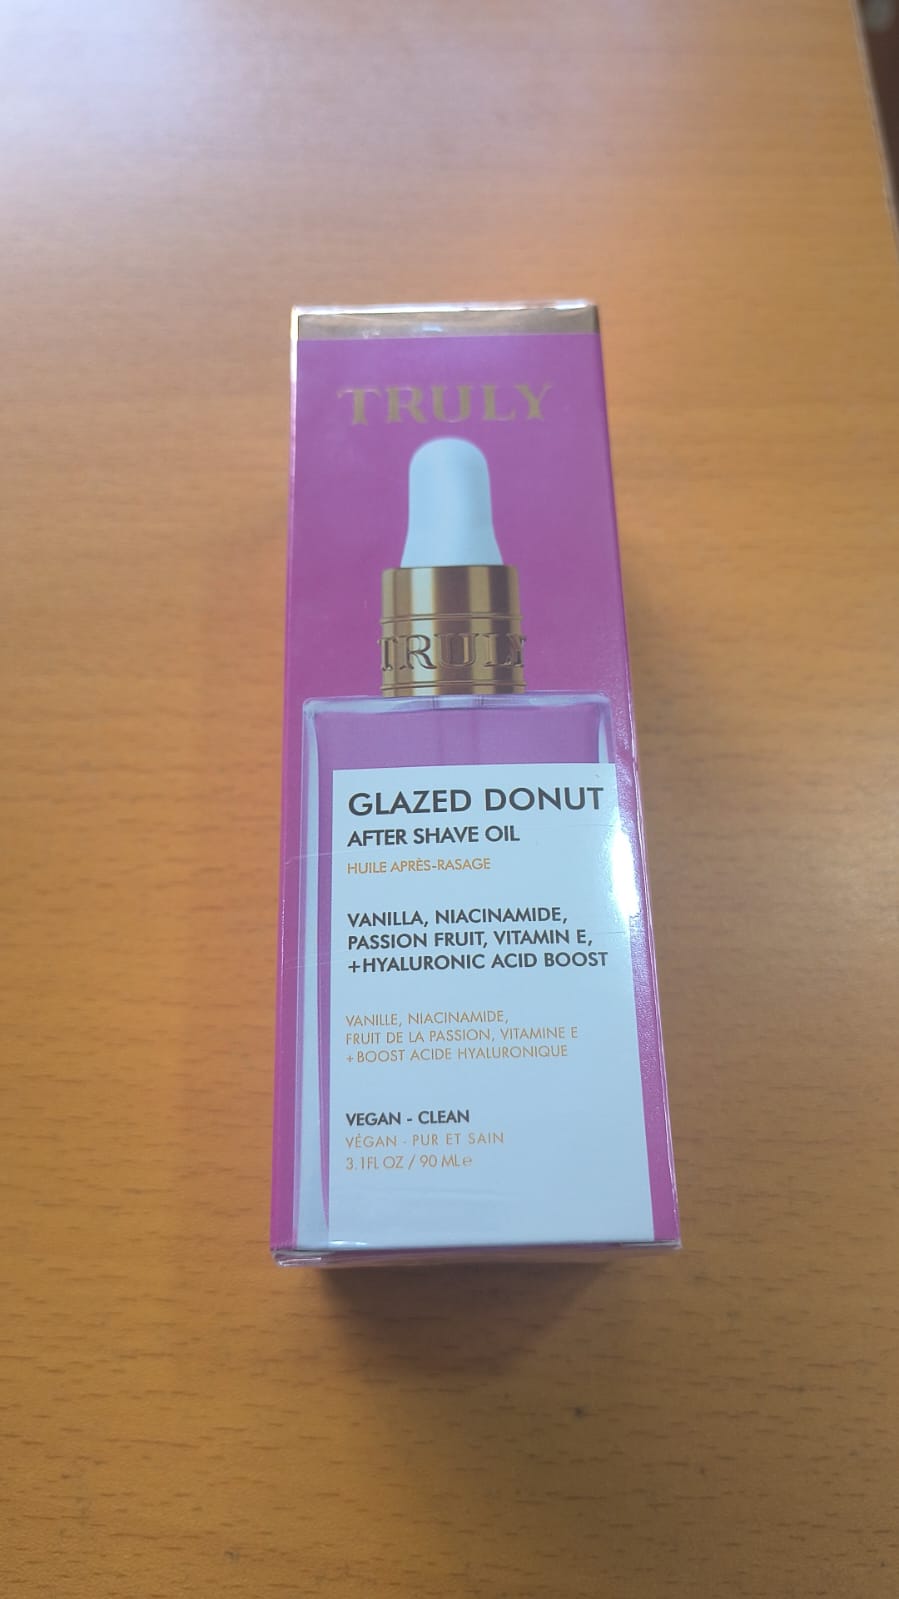 TRULY
TRULY
GLAZED DONUT
AFTER SHAVE OIL
HUILE APRÈS-RASAGE
VANILLA, NIACINAMIDE,
PASSION FRUIT, VITAMIN E,
+HYALURONIC ACID BOOST
VANILLE, NIACINAMIDE,
FRUIT DE LA PASSION, VITAMINE E
+BOOST ACIDE HYALURONIQUE
VEGAN - CLEAN
VÉGAN - PUR ET SAIN
3.1FL OZ / 90 ML℮